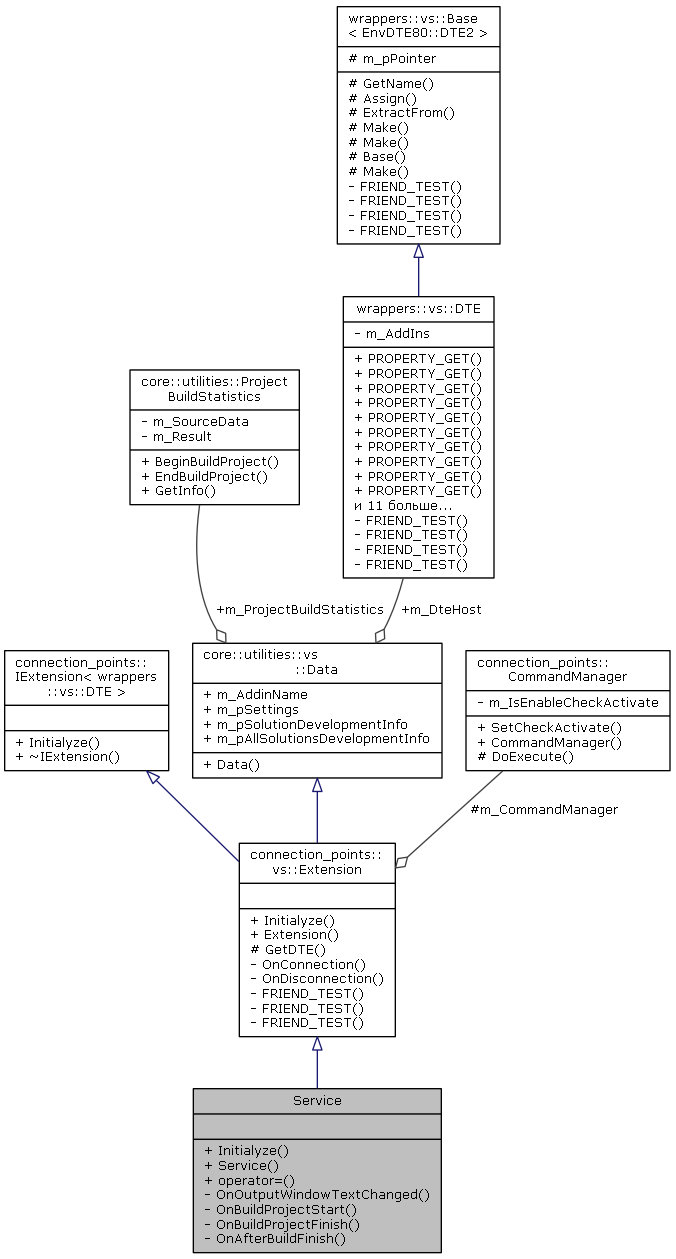 wrappers::vs::Base
< EnvDTE80::DTE2 >
# m_pPointer
# GetName()
# Assign()
# ExtractFrom()
# Make()
# Make()
# Base()
# Make()
- FRIEND_TEST()
- FRIEND_TEST()
- FRIEND_TEST()
- FRIEND_TEST()
wrappers::vs::DTE
- m_AddIns
+ PROPERTY_GET()
+ PROPERTY_GET()
+ PROPERTY_GET()
+ PROPERTY_GET()
+ PROPERTY_GET()
+ PROPERTY_GET()
+ PROPERTY_GET()
+ PROPERTY_GET()
+ PROPERTY_GET()
+ PROPERTY_GET()
и 11 больше...
- FRIEND_TEST()
- FRIEND_TEST()
- FRIEND_TEST()
- FRIEND_TEST()
core::utilities::Project
BuildStatistics
- m_SourceData
- m_Result
+ BeginBuildProject()
+ EndBuildProject()
+ GetInfo()
+m_ProjectBuildStatistics
+m_DteHost
connection_points::
IExtension< wrappers
::vs::DTE >
+ Initialyze()
+ ~IExtension()
core::utilities::vs
::Data
+ m_AddinName
+ m_pSettings
+ m_pSolutionDevelopmentInfo
+ m_pAllSolutionsDevelopmentInfo
+ Data()
connection_points::
CommandManager
- m_IsEnableCheckActivate
+ SetCheckActivate()
+ CommandManager()
# DoExecute()
#m_CommandManager
connection_points::
vs::Extension
+ Initialyze()
+ Extension()
# GetDTE()
- OnConnection()
- OnDisconnection()
- FRIEND_TEST()
- FRIEND_TEST()
- FRIEND_TEST()
Service
+ Initialyze()
+ Service()
+ operator=()
- OnOutputWindowTextChanged()
- OnBuildProjectStart()
- OnBuildProjectFinish()
- OnAfterBuildFinish()